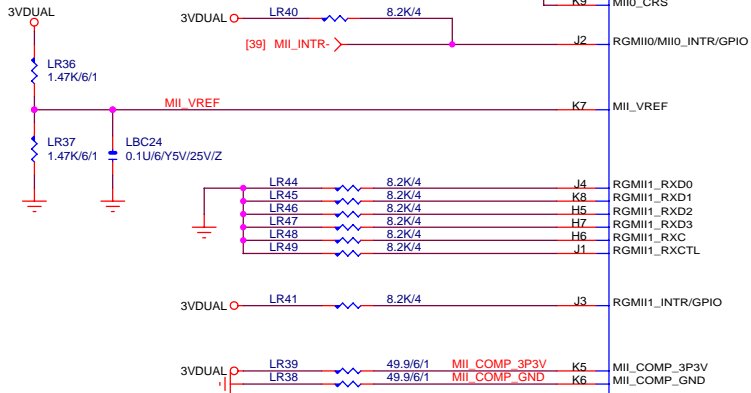 K9 MII0_CRS
3VDUAL
3VDUAL LR40 8.2K/4
[39] MII_INTR- J2 RGMII0/MII0_INTR/GPIO
LR36
1.47K/6/1
MII_VREF K7 MII_VREF
LR37
1.47K/6/1
LBC24
0.1U/6/Y5V/25V/Z
LR44 8.2K/4 J4 RGMII1_RXD0
LR45 8.2K/4 K8 RGMII1_RXD1
LR46 8.2K/4 H5 RGMII1_RXD2
LR47 8.2K/4 H7 RGMII1_RXD3
LR48 8.2K/4 H6 RGMII1_RXC
LR49 8.2K/4 J1 RGMII1_RXCTL
3VDUAL LR41 8.2K/4 J3 RGMII1_INTR/GPIO
3VDUAL LR39 49.9/6/1 MII_COMP_3P3V K5 MII_COMP_3P3V
LR38 49.9/6/1 MII_COMP_GND K6 MII_COMP_GND